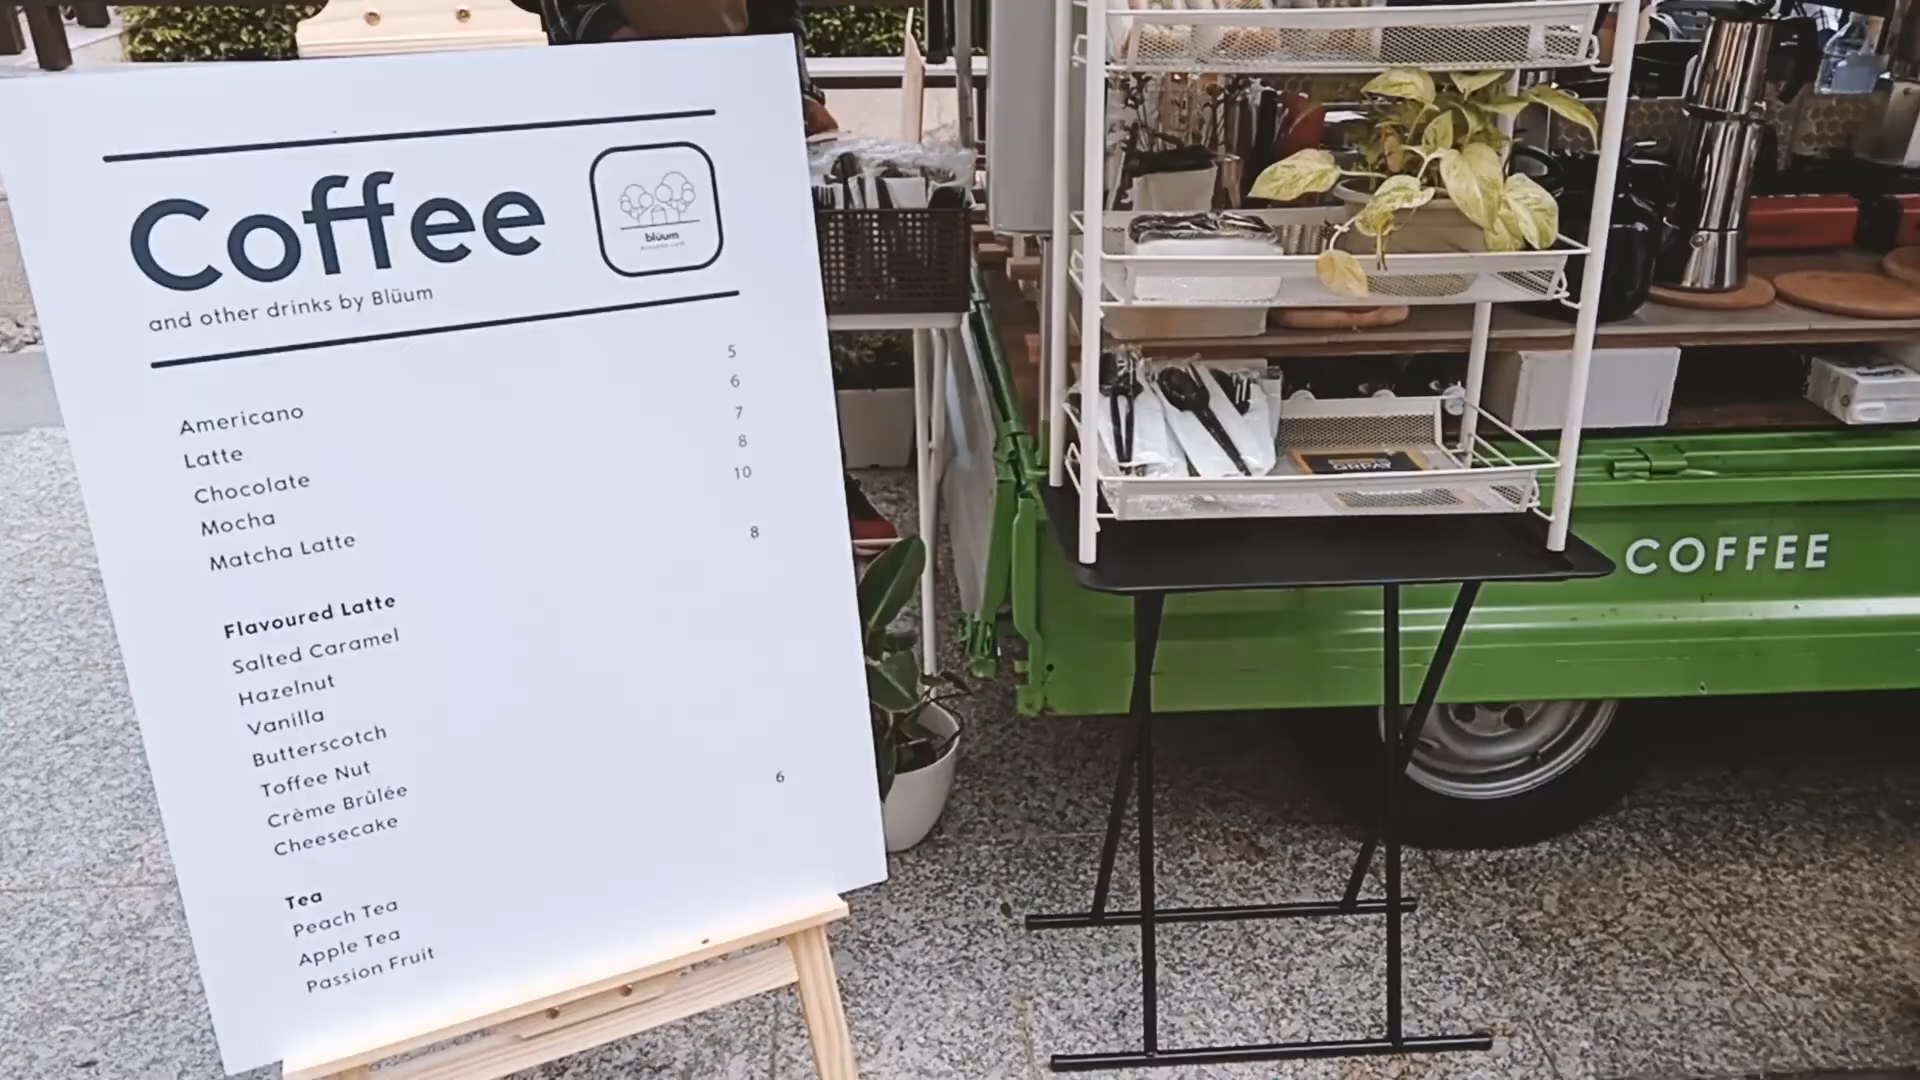 Coffee
and other drinks by Blüum
blüum
Americano 5
Latte 6
Chocolate 7
Mocha 8
Matcha Latte 10
Flavoured Latte 8
Salted Caramel
Hazelnut
Vanilla
Butterscotch
Toffee Nut
Crème Brûlée
Cheesecake
Tea 6
Peach Tea
Apple Tea
Passion Fruit
COFFEE